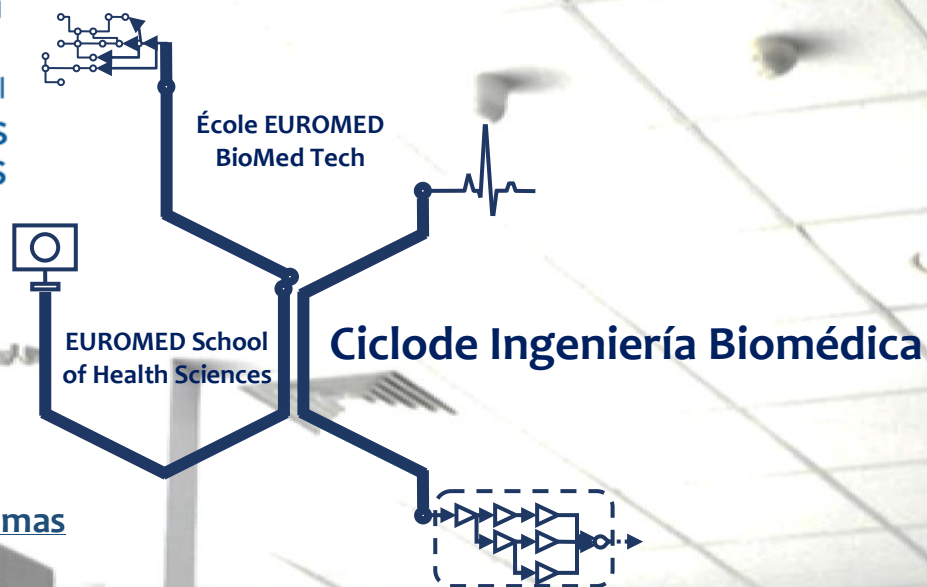 École EUROMED
BioMed Tech
EUROMED School
of Health Sciences
Ciclode Ingeniería Biomédica
mas